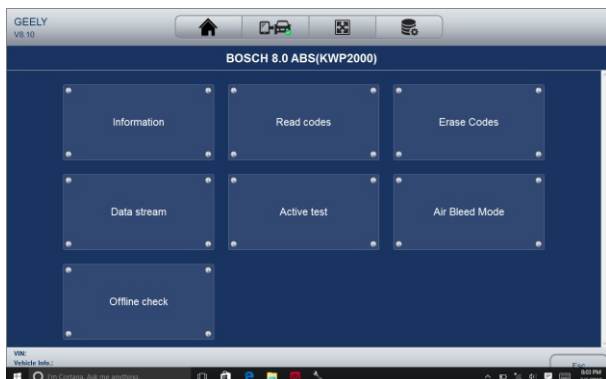 GEELY
V8.10
BOSCH 8.0 ABS(KWP2000)
Information
Read codes
Erase Codes
Data stream
Active test
Air Bleed Mode
Offline check
VIN:
Vehicle Info.:
Esc
I'm Cortana. Ask me anything.
8:03 PM